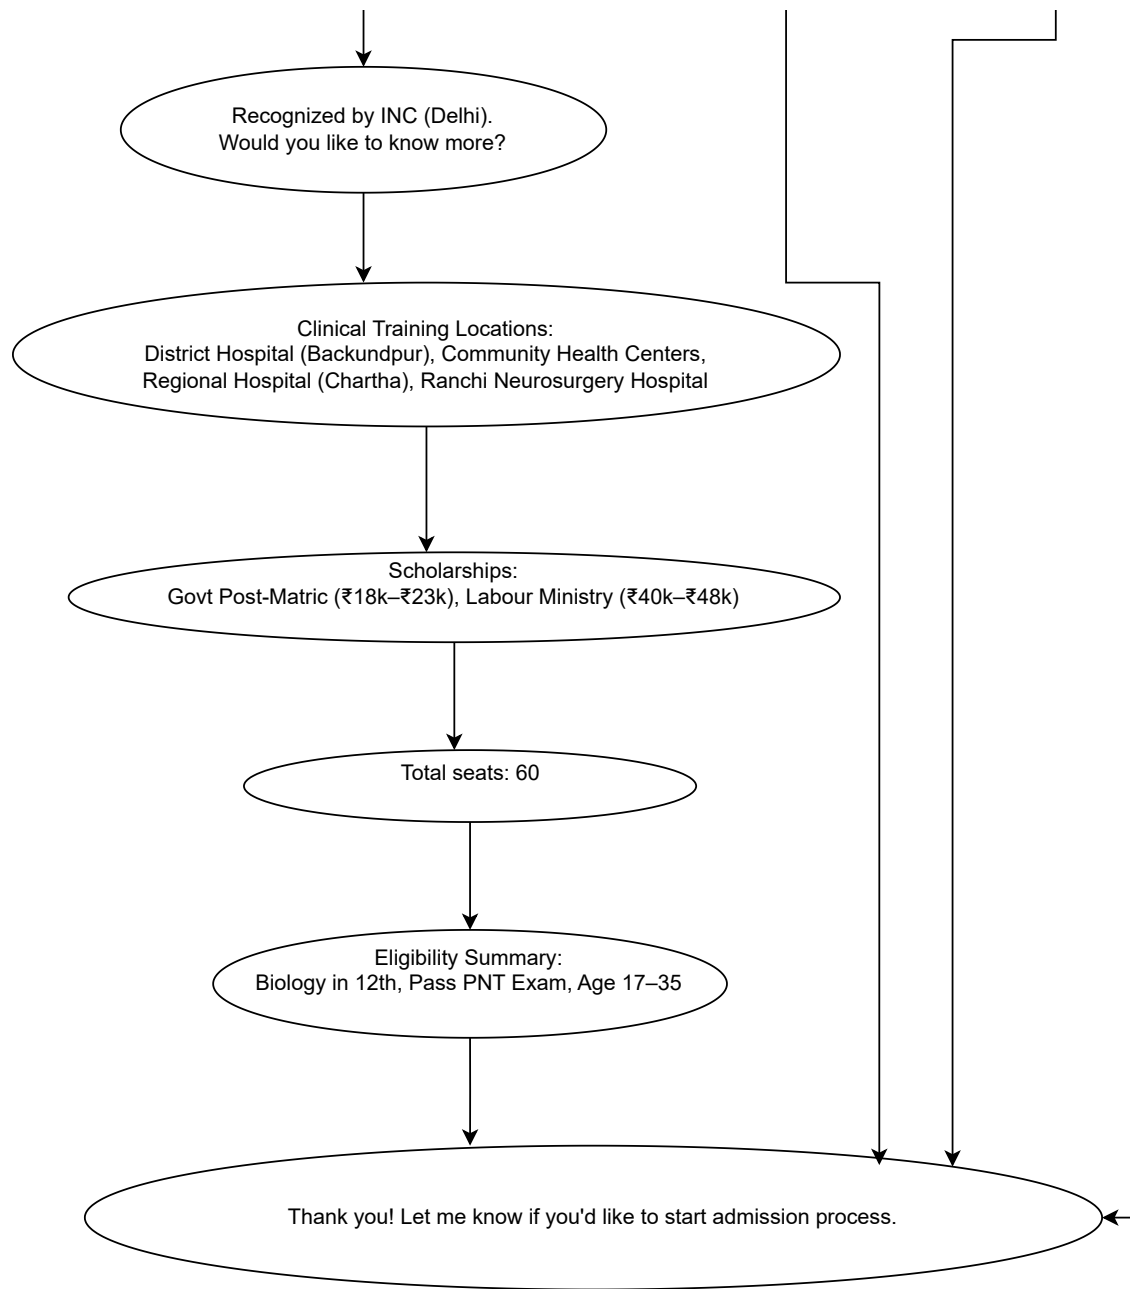 Recognized by INC (Delhi).
Would you like to know more?
Clinical Training Locations:
District Hospital (Backundpur), Community Health Centers,
Regional Hospital (Chartha), Ranchi Neurosurgery Hospital
Scholarships:
Govt Post-Matric (₹18k–₹23k), Labour Ministry (₹40k–₹48k)
Total seats: 60
Eligibility Summary:
Biology in 12th, Pass PNT Exam, Age 17–35
Thank you! Let me know if you'd like to start admission process.